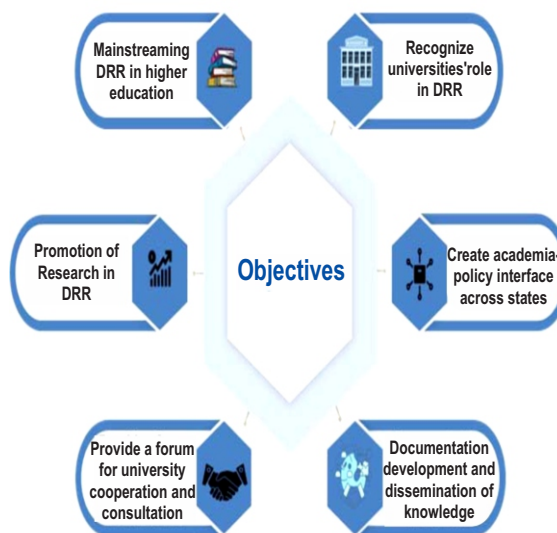 Mainstreaming
DRR in higher
education
Recognize
universities'role
in DRR
Promotion of
Research in
DRR
Objectives
Create academia-
policy interface
across states
Provide a forum
for university
cooperation and
consultation
Documentation
development and
dissemination of
knowledge